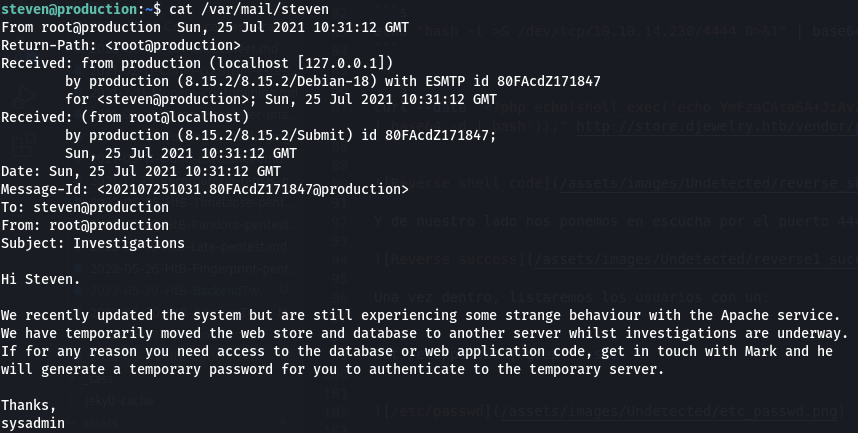 steven@production:~$ cat /var/mail/steven
From root@production  Sun, 25 Jul 2021 10:31:12 GMT
Return-Path: <root@production>
Received: from production (localhost [127.0.0.1])
        by production (8.15.2/8.15.2/Debian-18) with ESMTP id 80FAcdZ171847
        for <steven@production>; Sun, 25 Jul 2021 10:31:12 GMT
Received: (from root@localhost)
        by production (8.15.2/8.15.2/Submit) id 80FAcdZ171847;
        Sun, 25 Jul 2021 10:31:12 GMT
Date: Sun, 25 Jul 2021 10:31:12 GMT
Message-Id: <202107251031.80FAcdZ171847@production>
To: steven@production
From: root@production
Subject: Investigations

Hi Steven.

We recently updated the system but are still experiencing some strange behaviour with the Apache service.
We have temporarily moved the web store and database to another server whilst investigations are underway.
If for any reason you need access to the database or web application code, get in touch with Mark and he
will generate a temporary password for you to authenticate to the temporary server.

Thanks,
sysadmin